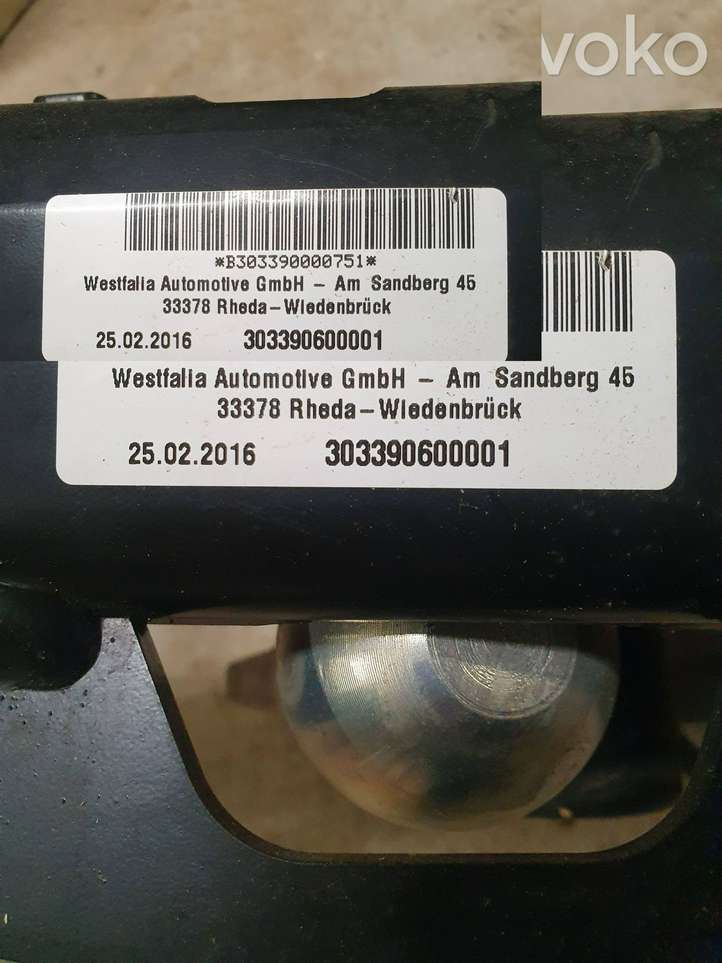 voko
*B303390000751*
Westfalia Automotive GmbH - Am Sandberg 45
33378 Rheda-Wiedenbrück
25.02.2016 303390600001
Westfalia Automotive GmbH - Am Sandberg 45
33378 Rheda-Wiedenbrück
25.02.2016 303390600001